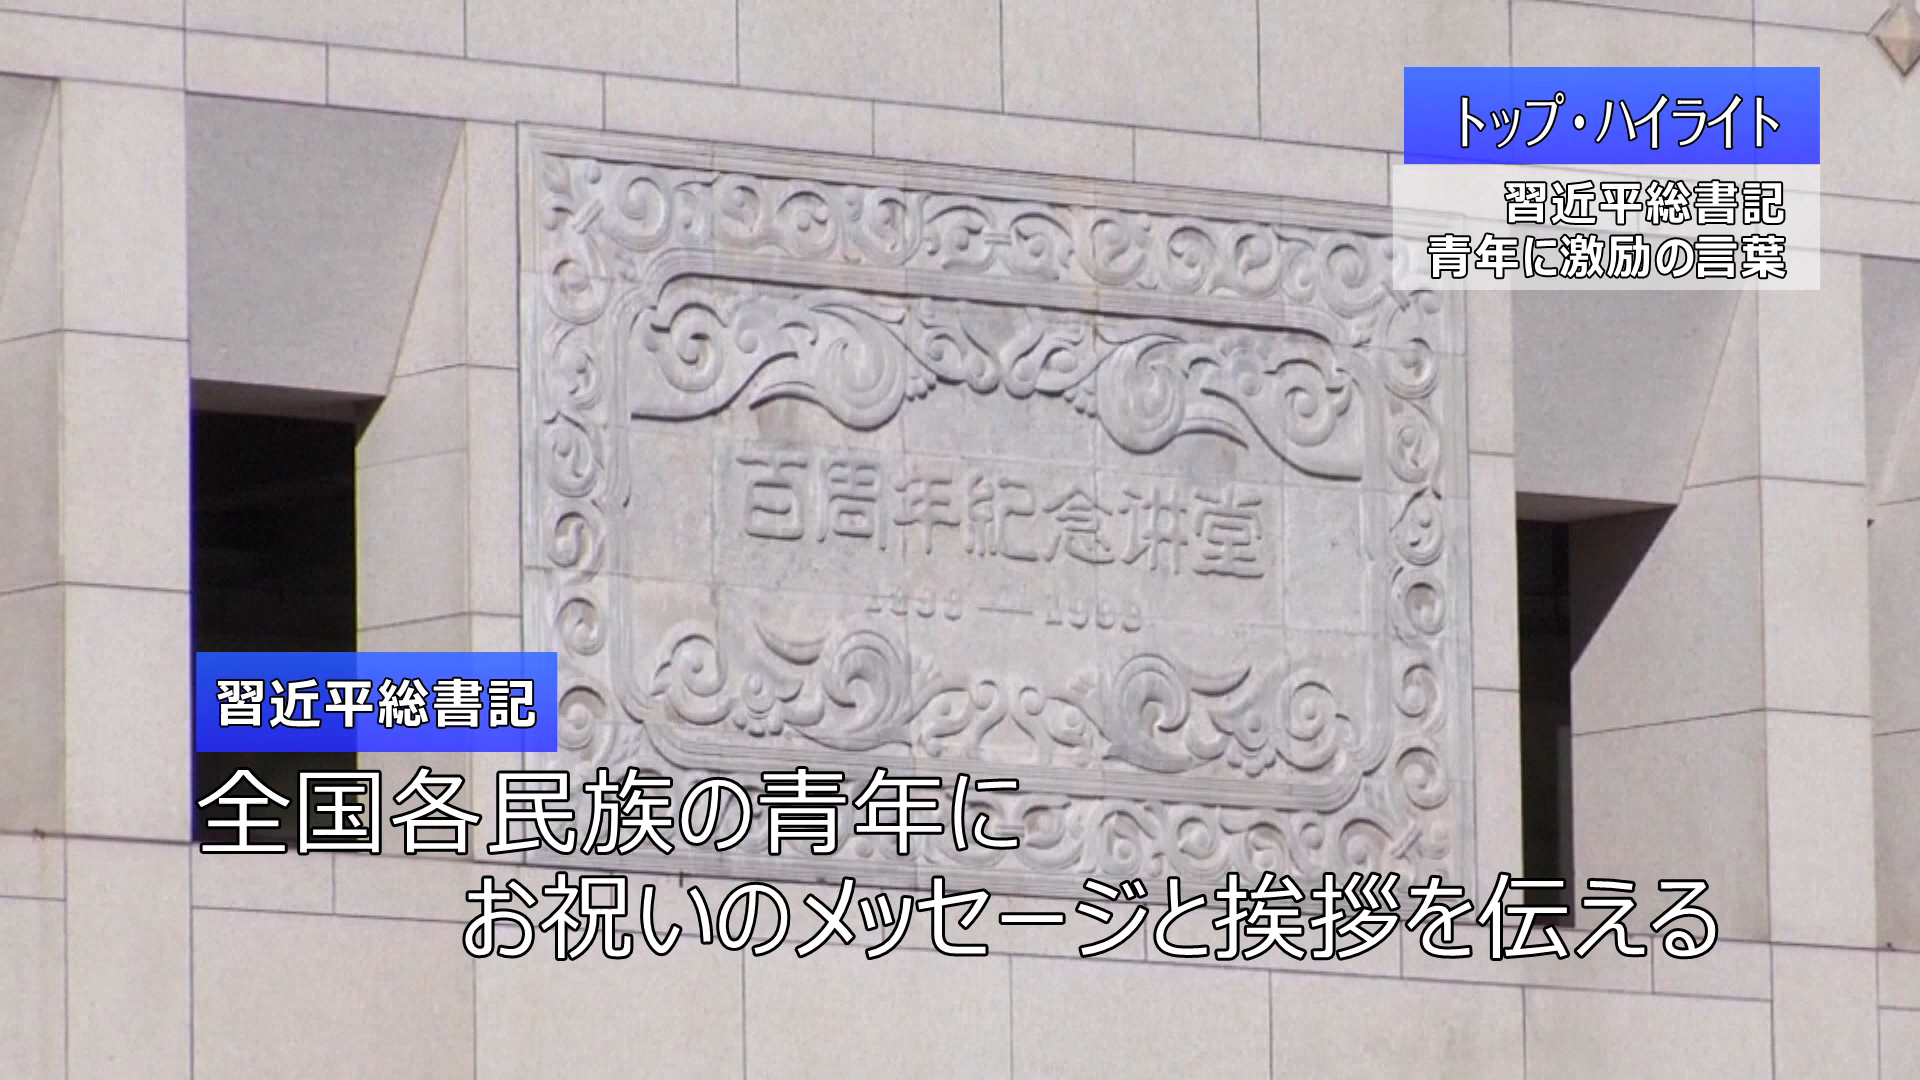 トップ・ハイライト
習近平総書記
青年に激励の言葉
百周年紀念讲堂
1898—1998
習近平総書記
全国各民族の青年に
お祝いのメッセージと挨拶を伝える